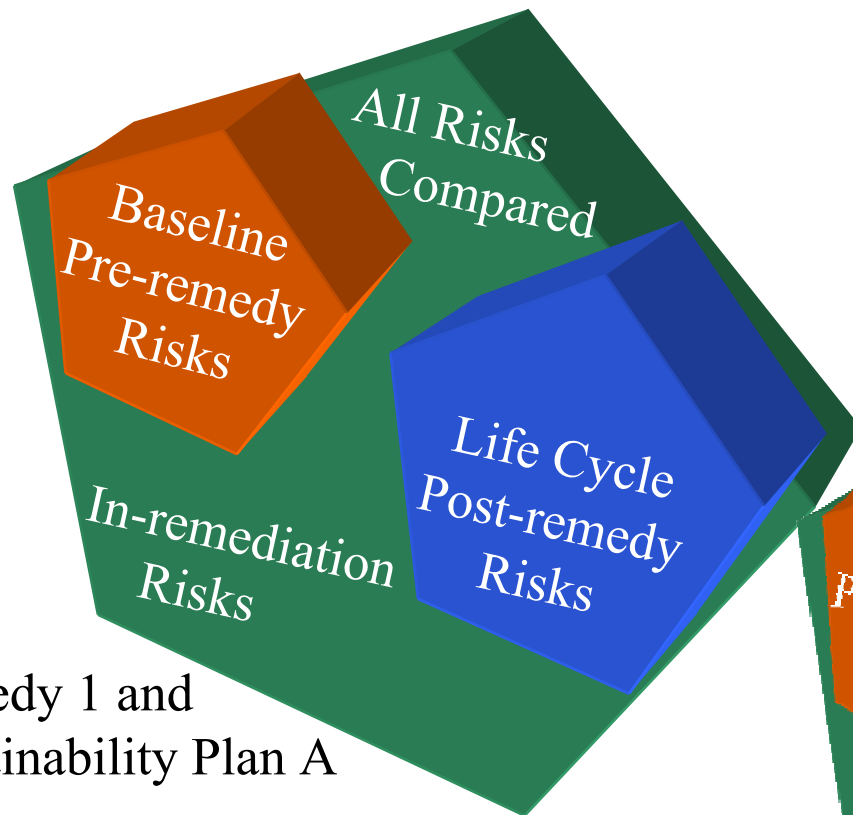 All Risks
Compared
Baseline
Pre-remedy
Risks
Life Cycle
Post-remedy
Risks
In-remediation
Risks
edy 1 and
inability Plan A